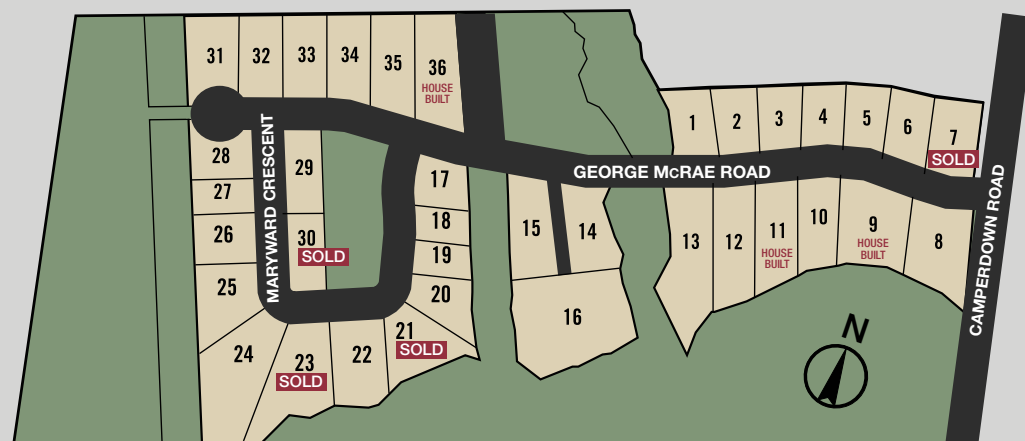 31
32
33
34
35
36
HOUSE
BUILT
1
2
3
4
5
6
7
SOLD
28
27
26
25
24
MARYWARD CRESCENT
29
30
SOLD
17
18
19
20
21
SOLD
22
23
SOLD
GEORGE McRAE ROAD
15
14
16
13
12
11
HOUSE
BUILT
10
9
HOUSE
BUILT
8
CAMPERDOWN ROAD
N